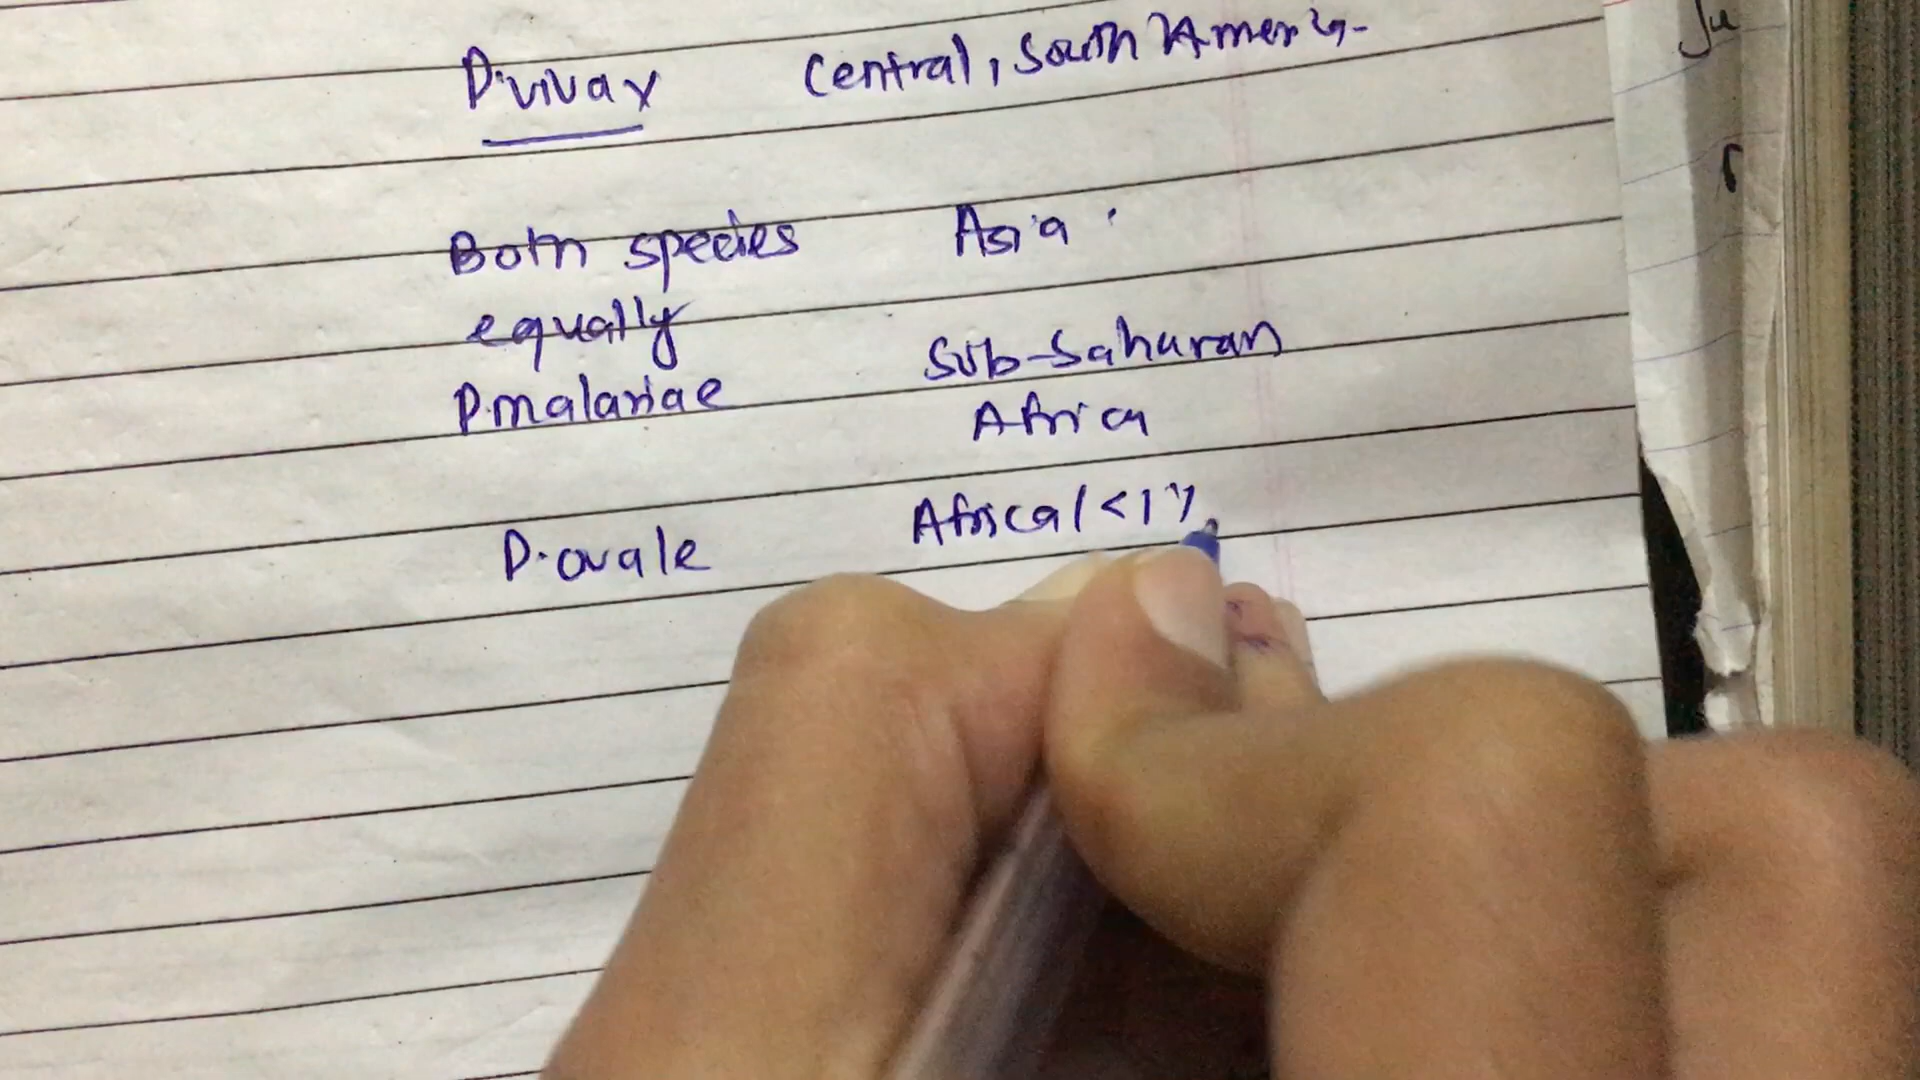 P.vivax Central, South America
Both species Asia
equally
Sub-Saharan
P.malariae
Africa
P.ovale Africa(<1%